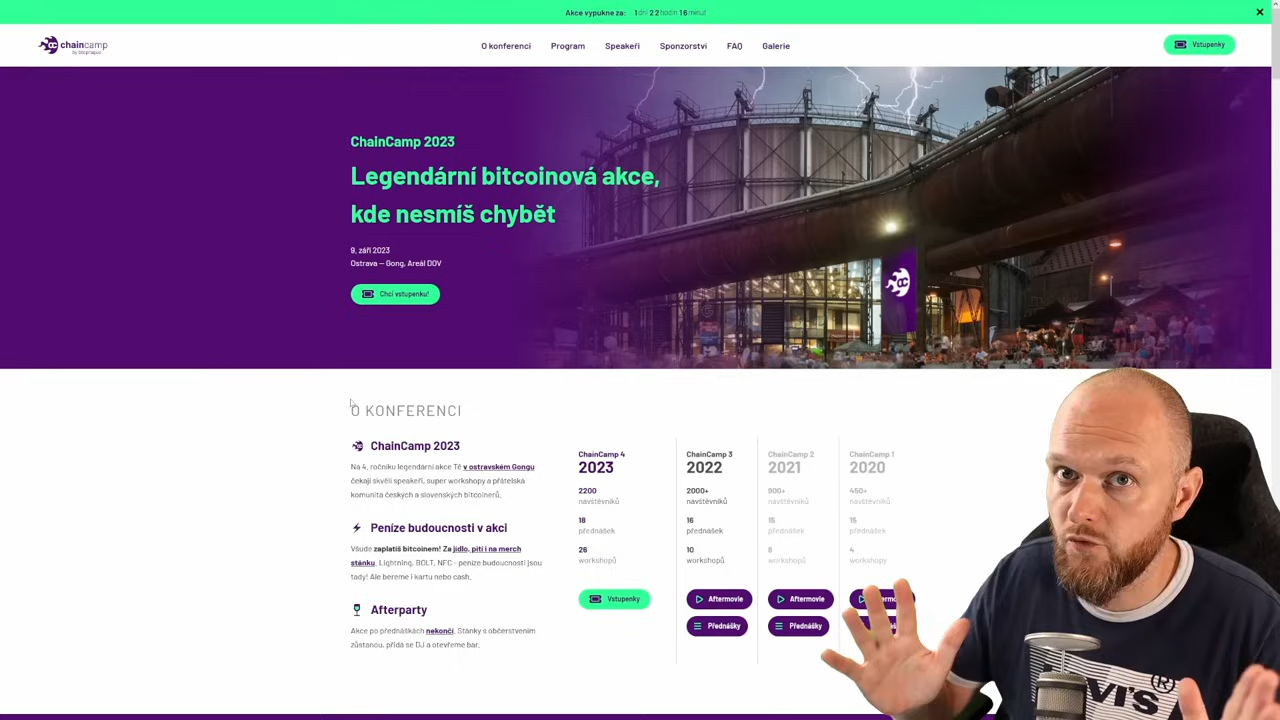 Akce vypukne za: 1 dní 22 hodin 16 minut
chaincamp
by btcprague
O konferenci Program Speakeři Sponzorství FAQ Galerie
Vstupenky
ChainCamp 2023
Legendární bitcoinová akce,
kde nesmíš chybět
9. září 2023
Ostrava — Gong, Areál DOV
Chci vstupenku!
O KONFERENCI
ChainCamp 2023
Na 4. ročníku legendární akce Tě v ostravském Gongu
čekají skvělí speakeři, super workshopy a přátelská
komunita českých a slovenských bitcoinerů.
Peníze budoucnosti v akci
Všude zaplatíš bitcoinem! Za jídlo, pití i na merch
stánku. Lightning, BOLT, NFC - peníze budoucnosti jsou
tady! Ale bereme i kartu nebo cash.
Afterparty
Akce po přednáškách nekončí. Stánky s občerstvením
zůstanou, přidá se DJ a otevřeme bar.
ChainCamp 4
2023
2200
návštěvníků
18
přednášek
26
workshopů
Vstupenky
ChainCamp 3
2022
2000+
návštěvníků
16
přednášek
10
workshopů
Aftermovie
Přednášky
ChainCamp 2
2021
900+
návštěvníků
15
přednášek
8
workshopů
Aftermovie
Přednášky
ChainCamp 1
2020
450+
návštěvníků
15
přednášek
4
workshopy